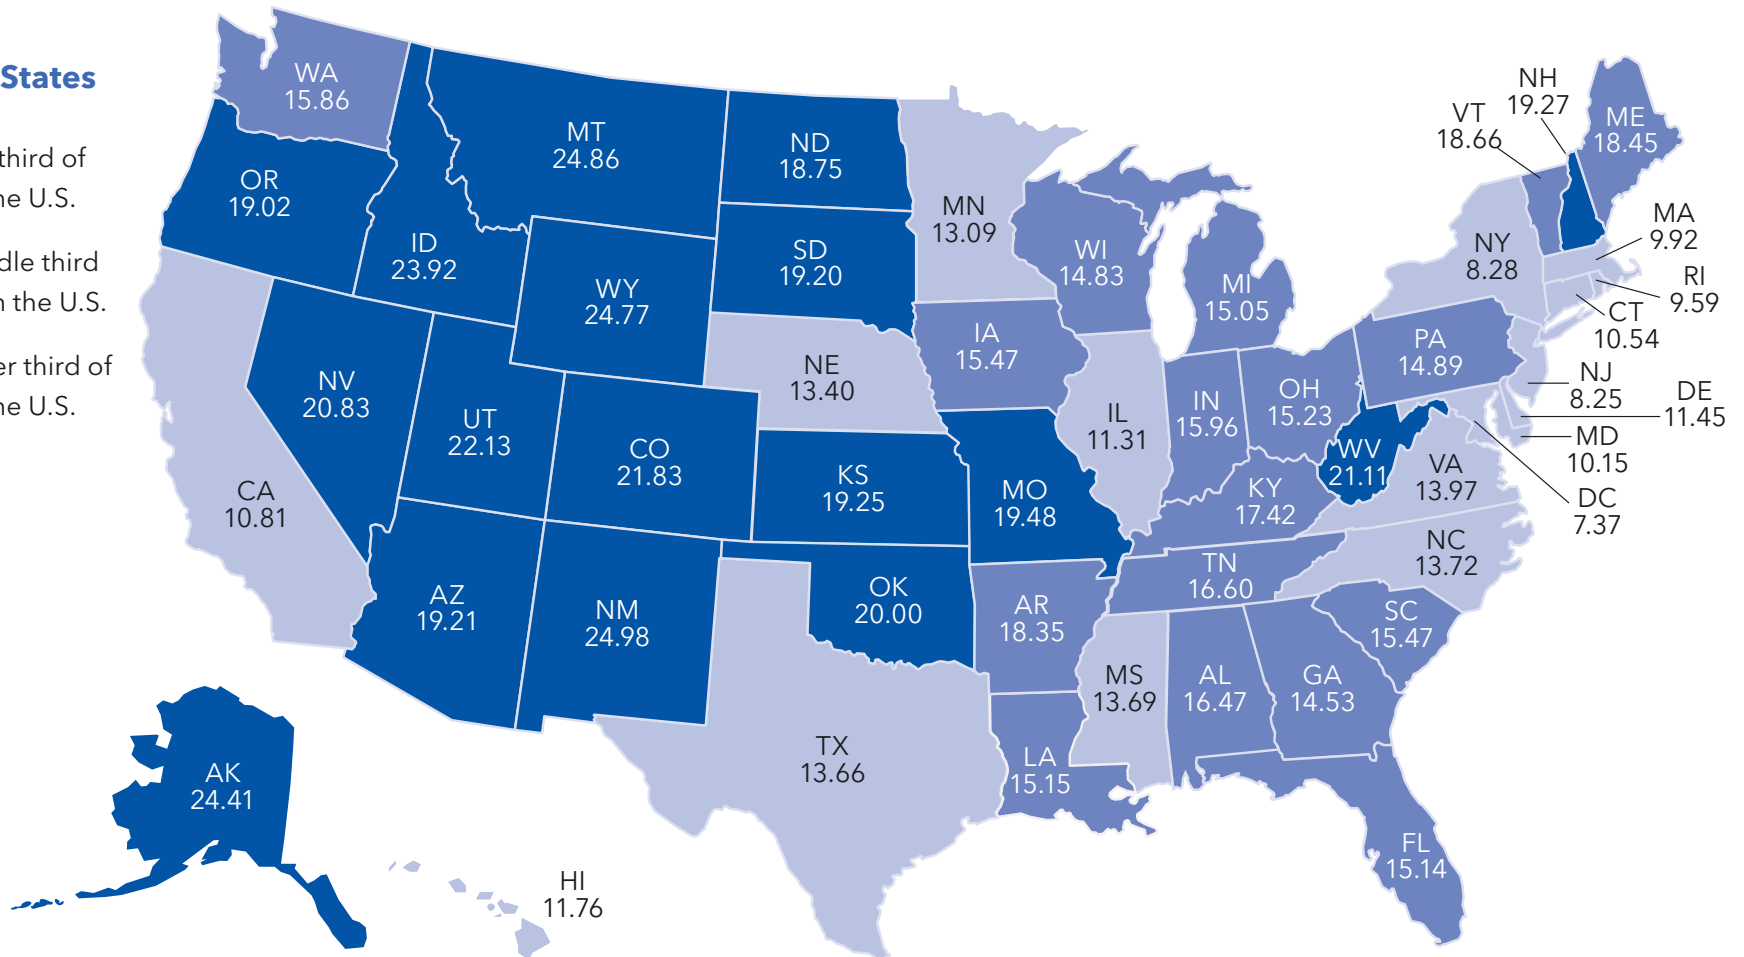 States
third of
he U.S.
dle third
n the U.S.
er third of
he U.S.
WA
15.86
OR
19.02
ID
23.92
MT
24.86
ND
18.75
SD
19.20
WY
24.77
MN
13.09
WI
14.83
MI
15.05
IA
15.47
NE
13.40
NV
20.83
UT
22.13
CO
21.83
CA
10.81
KS
19.25
MO
19.48
IL
11.31
IN
15.96
OH
15.23
PA
14.89
NY
8.28
VT
18.66
NH
19.27
ME
18.45
MA
9.92
RI
9.59
CT
10.54
NJ
8.25
DE
11.45
MD
10.15
DC
7.37
WV
21.11
VA
13.97
KY
17.42
NC
13.72
TN
16.60
SC
15.47
AZ
19.21
NM
24.98
OK
20.00
AR
18.35
MS
13.69
AL
16.47
GA
14.53
TX
13.66
LA
15.15
FL
15.14
AK
24.41
HI
11.76